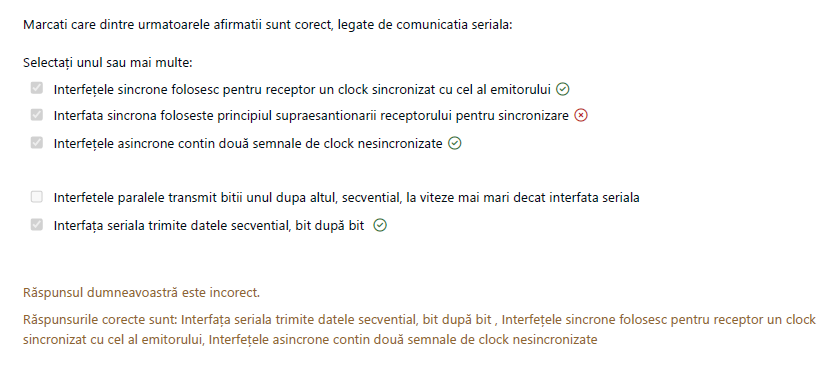 Marcati care dintre urmatoarele afirmatii sunt corect, legate de comunicatia seriala:
Selectați unul sau mai multe:
Interfețele sincrone folosesc pentru receptor un clock sincronizat cu cel al emitorului
Interfata sincrona foloseste principiul supraesantionarii receptorului pentru sincronizare
Interfețele asincrone contin două semnale de clock nesincronizate
Interfetele paralele transmit bitii unul dupa altul, secvential, la viteze mai mari decat interfata seriala
Interfața seriala trimite datele secvential, bit după bit
Răspunsul dumneavoastră este incorect.
Răspunsurile corecte sunt: Interfața seriala trimite datele secvential, bit după bit , Interfețele sincrone folosesc pentru receptor un clock
sincronizat cu cel al emitorului, Interfețele asincrone contin două semnale de clock nesincronizate